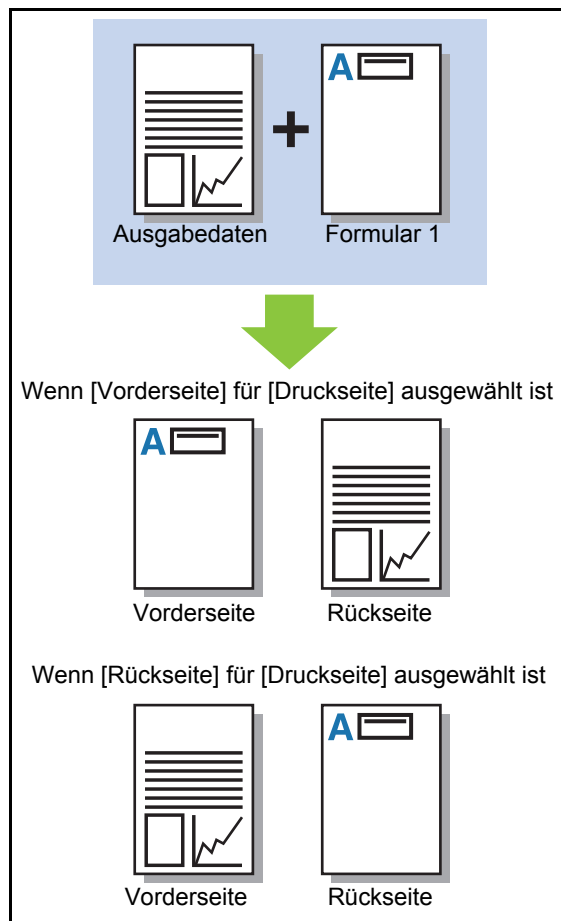 A
A
Ausgabedaten Formular 1
Wenn [Vorderseite] für [Druckseite] ausgewählt ist
A
Vorderseite Rückseite
Wenn [Rückseite] für [Druckseite] ausgewählt ist
A
Vorderseite Rückseite